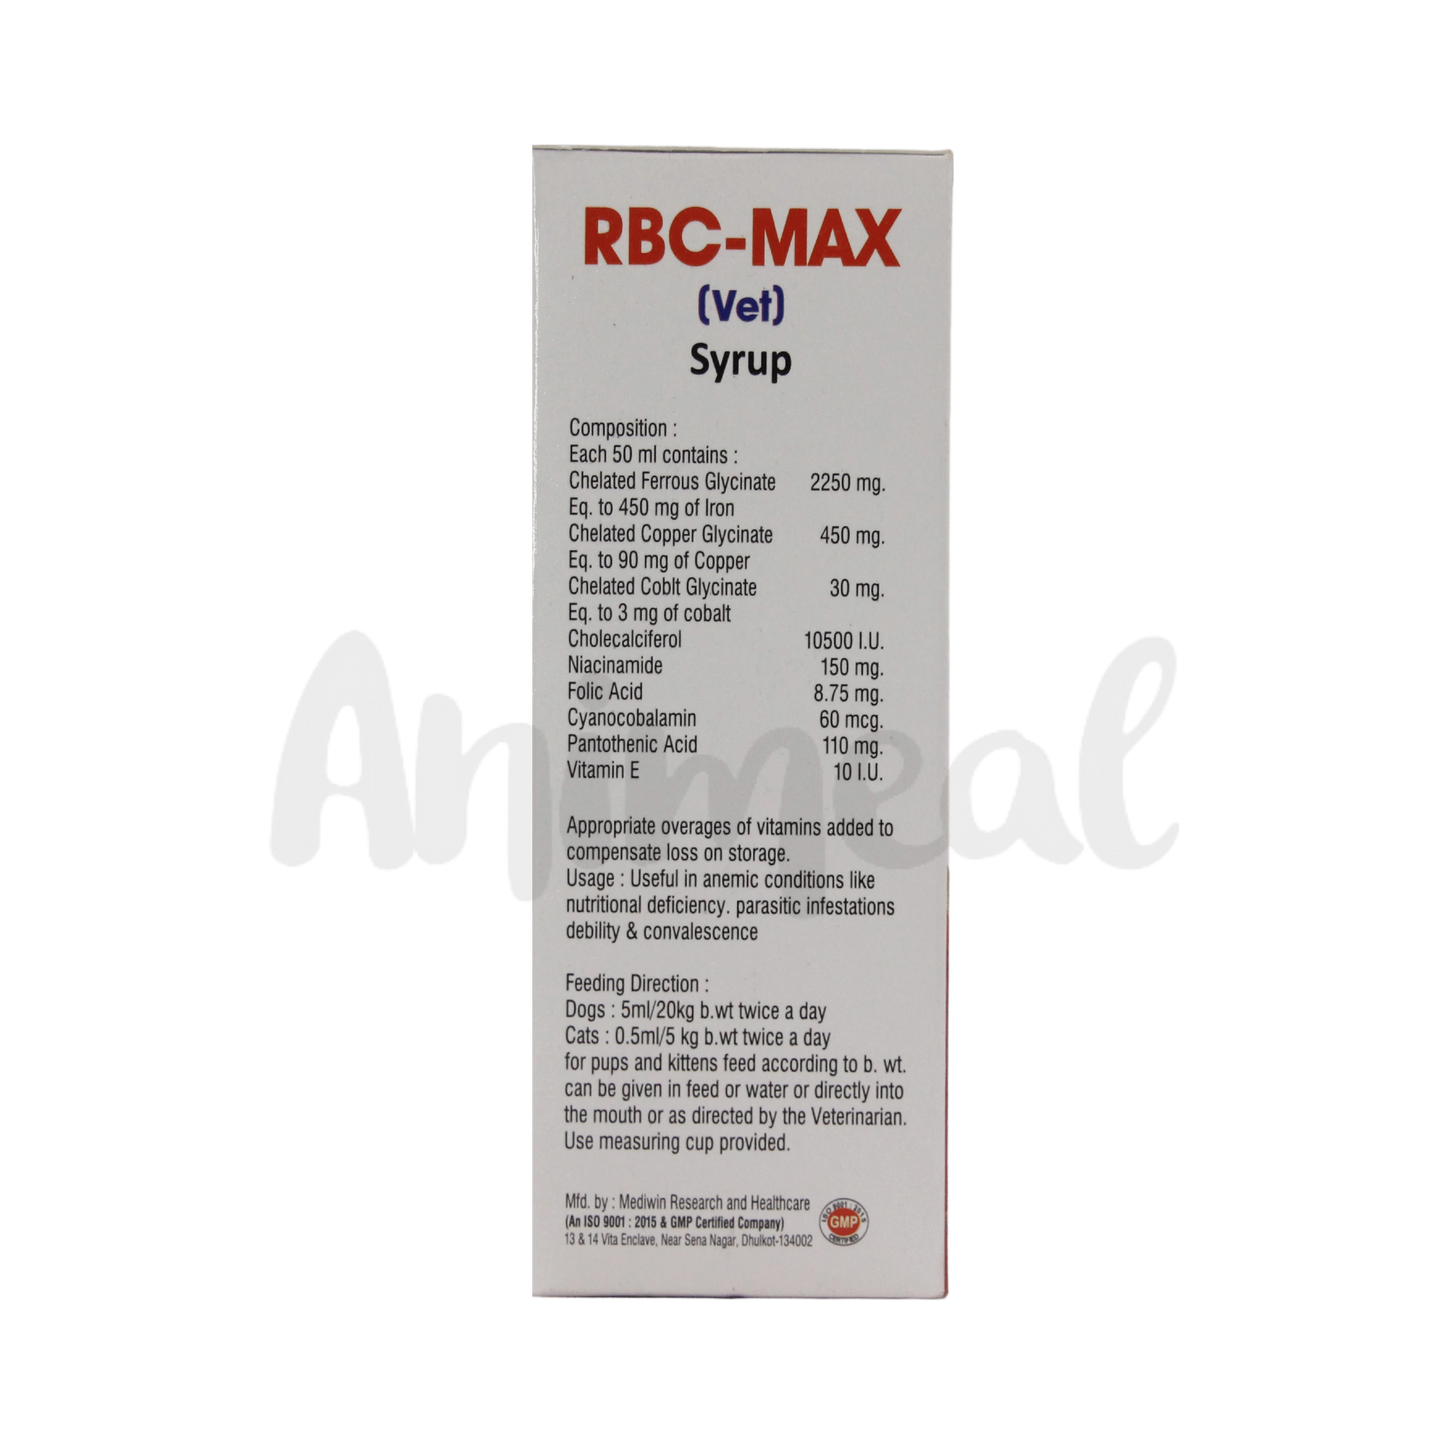 RBC-MAX
(Vet)
Syrup
Composition :
Each 50 ml contains :
Chelated Ferrous Glycinate 2250 mg.
Eq. to 450 mg of Iron
Chelated Copper Glycinate 450 mg.
Eq. to 90 mg of Copper
Chelated Coblt Glycinate 30 mg.
Eq. to 3 mg of cobalt
Cholecalciferol 10500 I.U.
Niacinamide 150 mg.
Folic Acid 8.75 mg.
Cyanocobalamin 60 mcg.
Pantothenic Acid 110 mg.
Vitamin E 10 I.U.
Animeal
Appropriate overages of vitamins added to
compensate loss on storage.
Usage : Useful in anemic conditions like
nutritional deficiency. parasitic infestations
debility & convalescence
Feeding Direction :
Dogs : 5ml/20kg b.wt twice a day
Cats : 0.5ml/5 kg b.wt twice a day
for pups and kittens feed according to b. wt.
can be given in feed or water or directly into
the mouth or as directed by the Veterinarian.
Use measuring cup provided.
Mfd. by : Mediwin Research and Healthcare
(An ISO 9001 : 2015 & GMP Certified Company)
13 & 14 Vita Enclave, Near Sena Nagar, Dhulkot-134002
ISO 9001 : 2015
GMP
CERTIFIED